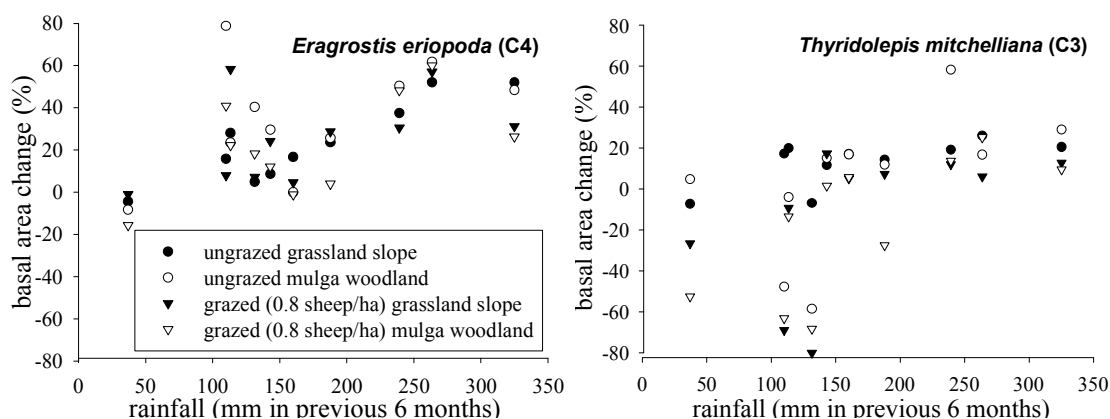 Eragrostis eriopoda (C4)
basal area change (%)
80
60
40
20
0
-20
-40
-60
-80
ungrazed grassland slope
ungrazed mulga woodland
grazed (0.8 sheep/ha) grassland slope
grazed (0.8 sheep/ha) mulga woodland
0 50 100 150 200 250 300 350
rainfall (mm in previous 6 months)
Thyridolepis mitchelliana (C3)
basal area change (%)
80
60
40
20
0
-20
-40
-60
-80
0 50 100 150 200 250 300 350
rainfall (mm in previous 6 months)